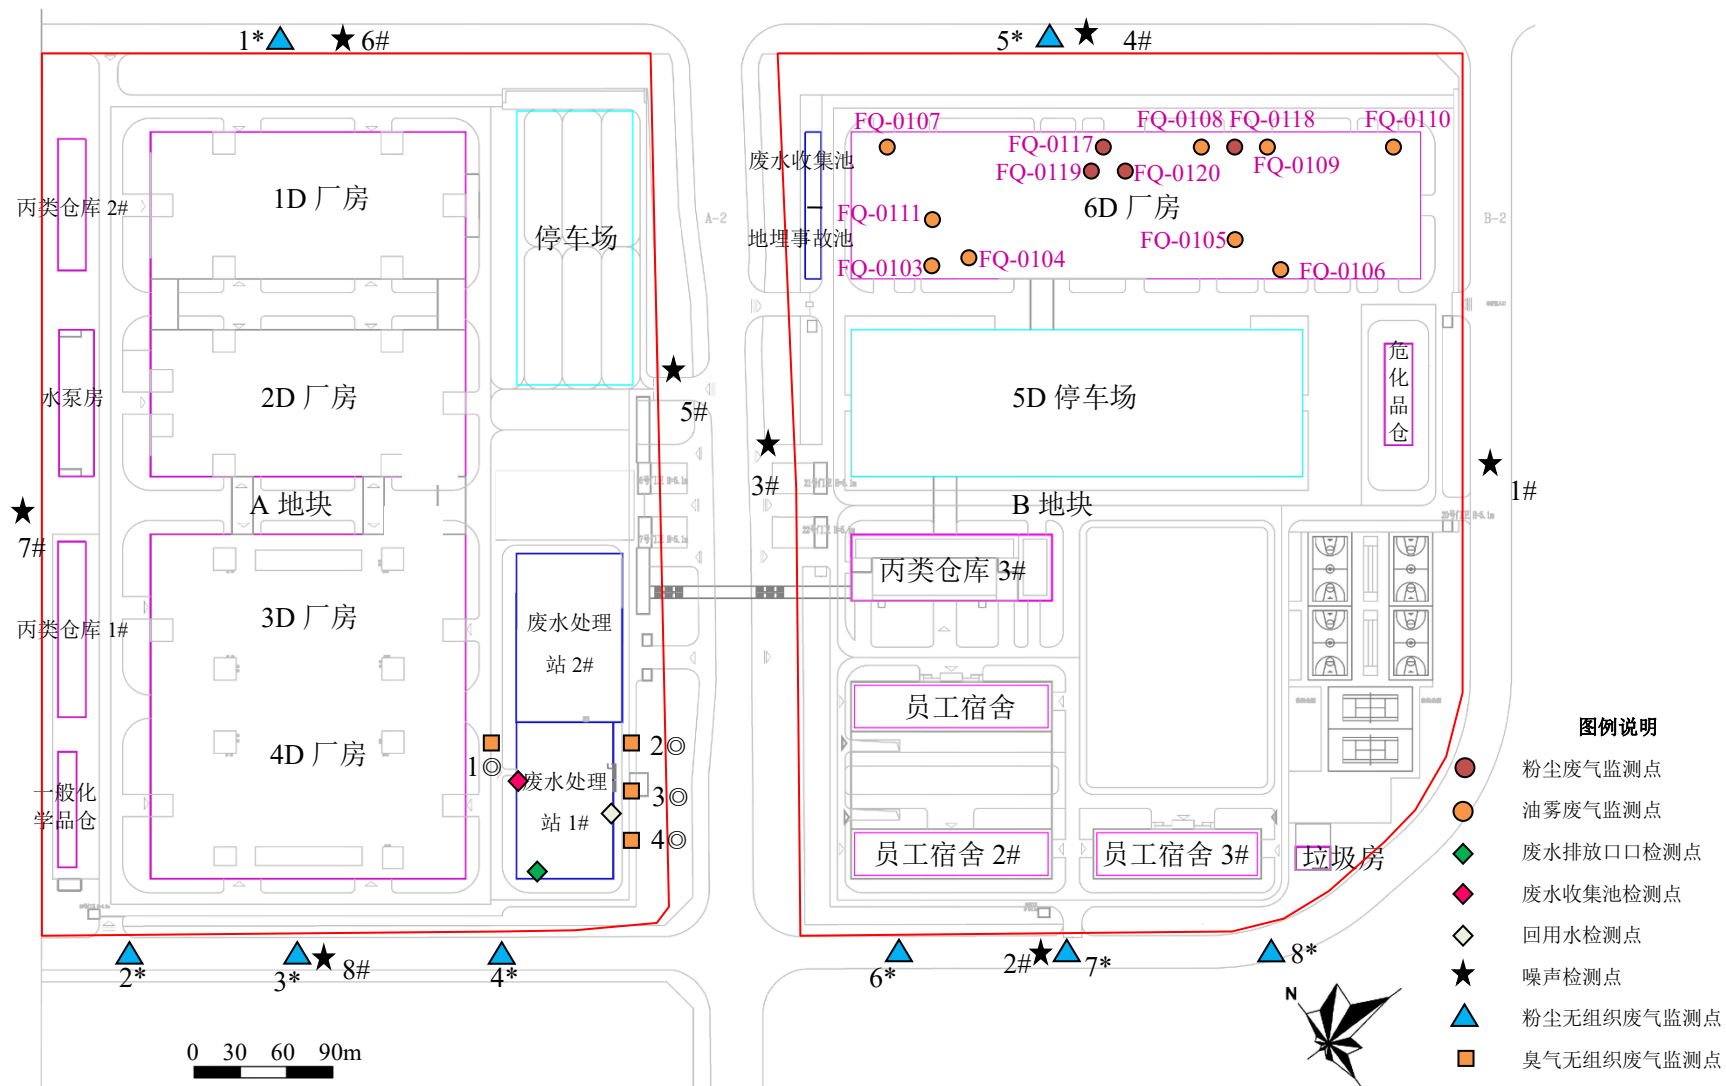 1*
6#
5*
4#
FQ-0107
FQ-0108
FQ-0118
FQ-0110
FQ-0117
废水收集池
FQ-0109
FQ-0119
FQ-0120
1D 厂房
丙类仓库 2#
6D 厂房
FQ-0111
A-2
B-2
停车场
地埋事故池
FQ-0105
FQ-0103
FQ-0104
FQ-0106
危
化
品
仓
水泵房
2D 厂房
5D 停车场
5#
3#
1#
A 地块
B 地块
7#
丙类仓库 3#
丙类仓库 1#
3D 厂房
废水处理
站 2#
员工宿舍
4D 厂房
1◎
2◎
3◎
4◎
废水处理
站 1#
一般化
学品仓
员工宿舍 2#
员工宿舍 3#
垃圾房
2*
3*
8#
4*
6*
2#
7*
8*
N
0 30 60 90m
图例说明
粉尘废气监测点
油雾废气监测点
废水排放口口检测点
废水收集池检测点
回用水检测点
噪声检测点
粉尘无组织废气监测点
臭气无组织废气监测点